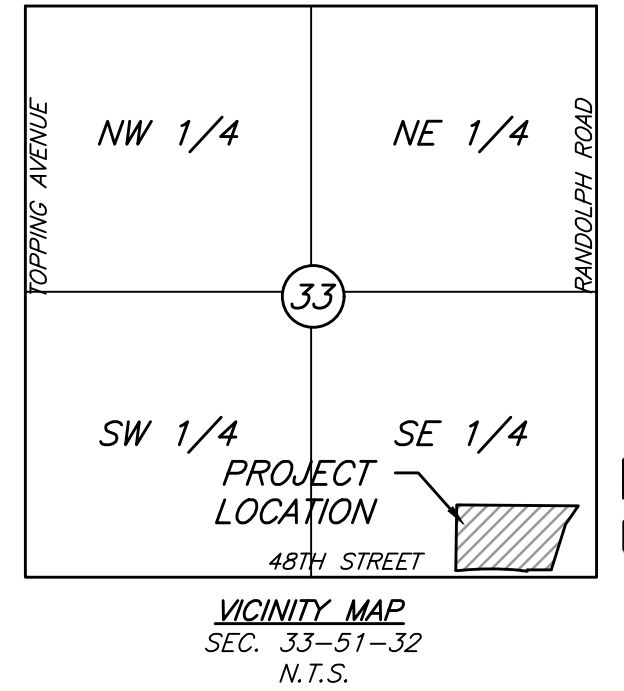 NW 1/4
NE 1/4
TOPPING AVENUE
RANDOLPH ROAD
33
SW 1/4
SE 1/4
PROJECT
LOCATION
48TH STREET
VICINITY MAP
SEC. 33-51-32
N.T.S.